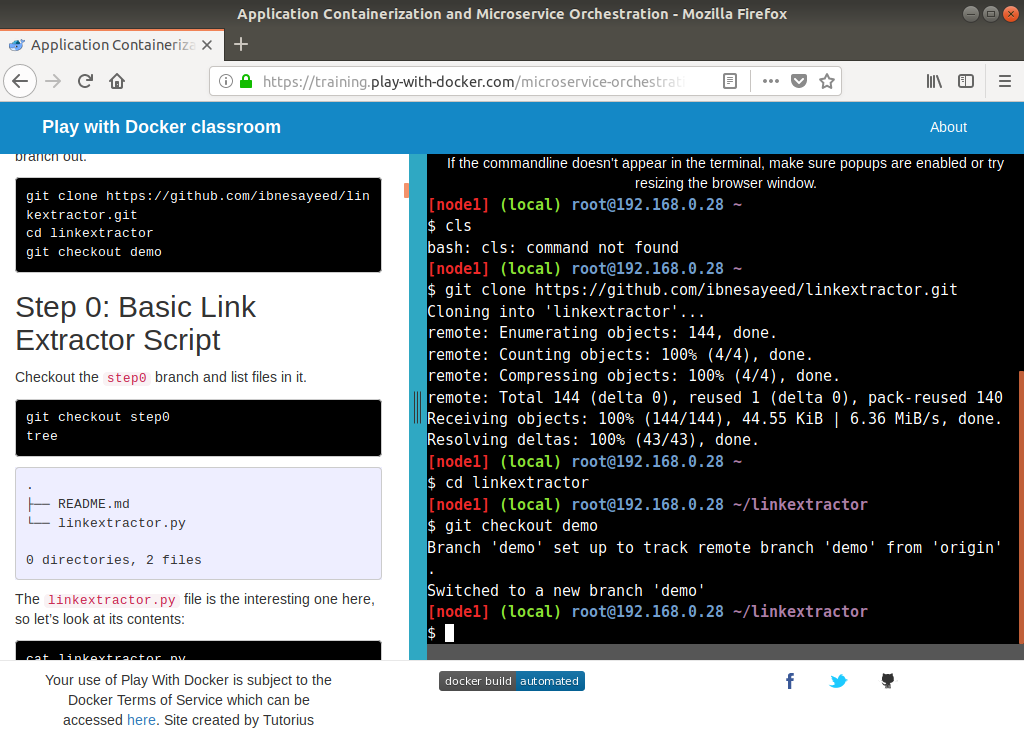 Application Containerization and Microservice Orchestration - Mozilla Firefox
Application Containeriza
https://training.play-with-docker.com/microservice-orchestrati
Play with Docker classroom
About
branch out.
git clone https://github.com/ibnesayeed/lin
kextractor.git
cd linkextractor
git checkout demo
Step 0: Basic Link
Extractor Script
Checkout the step0 branch and list files in it.
git checkout step0
tree
.
├── README.md
└── linkextractor.py
0 directories, 2 files
The linkextractor.py file is the interesting one here,
so let's look at its contents:
cat linkextractor.py
If the commandline doesn't appear in the terminal, make sure popups are enabled or try
resizing the browser window.
[node1] (local) root@192.168.0.28 ~
$ cls
bash: cls: command not found
[node1] (local) root@192.168.0.28 ~
$ git clone https://github.com/ibnesayeed/linkextractor.git
Cloning into 'linkextractor'...
remote: Enumerating objects: 144, done.
remote: Counting objects: 100% (4/4), done.
remote: Compressing objects: 100% (4/4), done.
remote: Total 144 (delta 0), reused 1 (delta 0), pack-reused 140
Receiving objects: 100% (144/144), 44.55 KiB | 6.36 MiB/s, done.
Resolving deltas: 100% (43/43), done.
[node1] (local) root@192.168.0.28 ~
$ cd linkextractor
[node1] (local) root@192.168.0.28 ~/linkextractor
$ git checkout demo
Branch 'demo' set up to track remote branch 'demo' from 'origin'
.
Switched to a new branch 'demo'
[node1] (local) root@192.168.0.28 ~/linkextractor
$
Your use of Play With Docker is subject to the
Docker Terms of Service which can be
accessed here. Site created by Tutorius
docker build automated